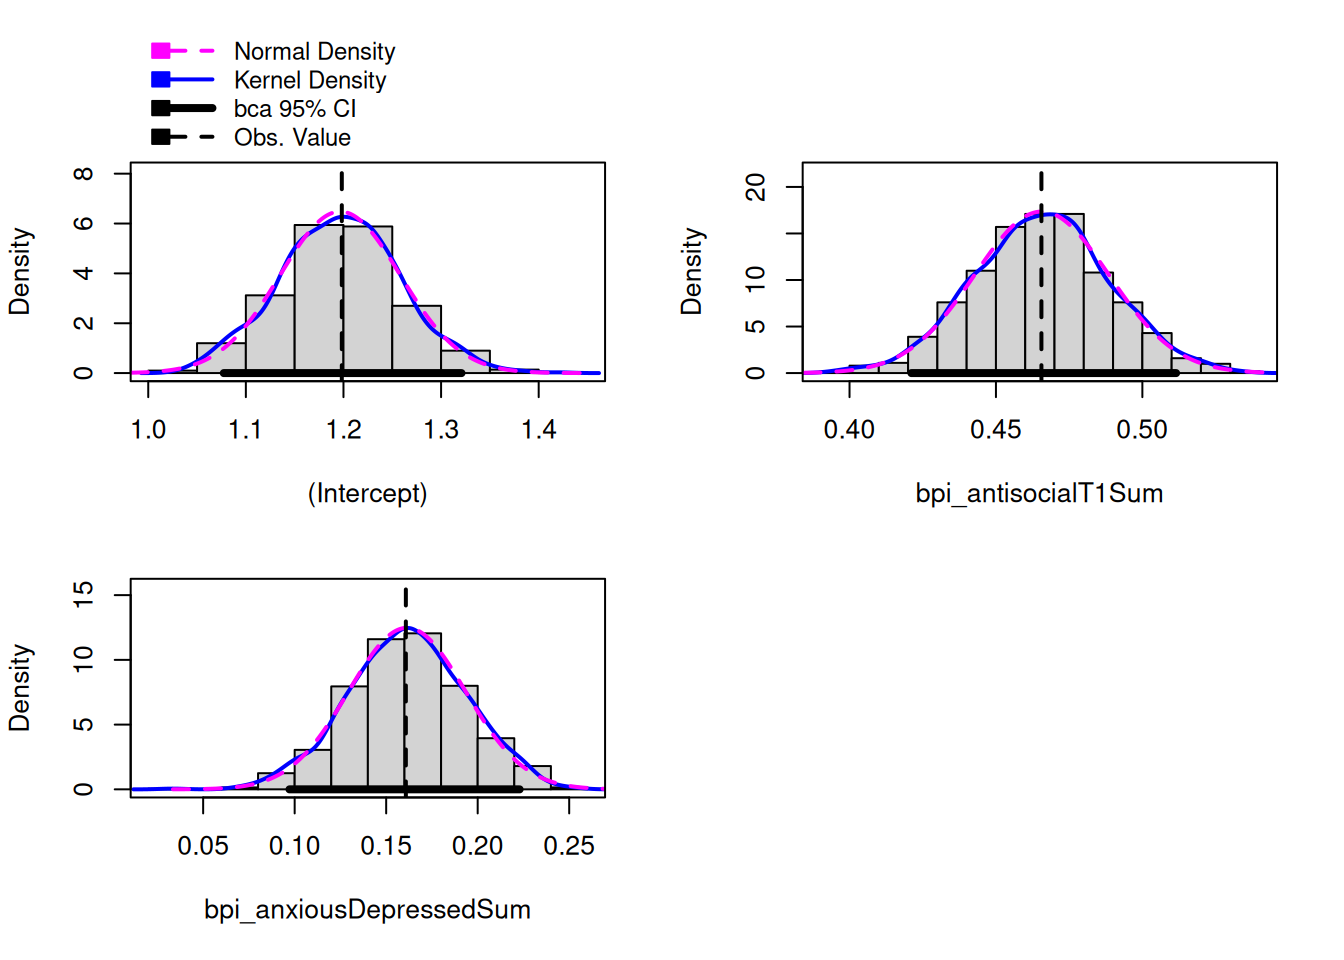 Normal Density
Kernel Density
bca 95% CI
Obs. Value
Density
0 2 4 6 8
1.0 1.1 1.2 1.3 1.4
(Intercept)
Density
0 5 10 20
0.40 0.45 0.50
bpi_antisocialT1Sum
Density
0 5 10 15
0.05 0.10 0.15 0.20 0.25
bpi_anxiousDepressedSum